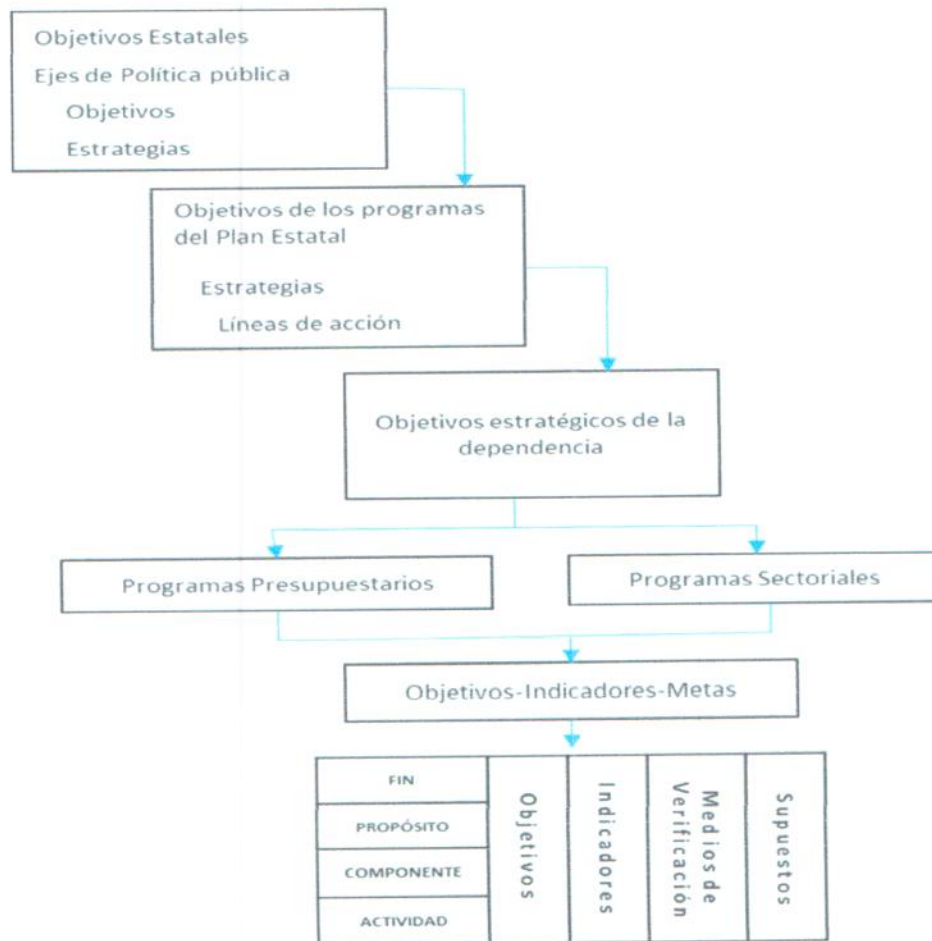 Objetivos Estatales
Ejes de Política pública
Objetivos
Estrategias
Objetivos de los programas
del Plan Estatal
Estrategias
Líneas de acción
Objetivos estratégicos de la
dependencia
Programas Presupuestarios
Programas Sectoriales
Objetivos-Indicadores-Metas
FIN
PROPÓSITO
COMPONENTE
ACTIVIDAD
Objetivos
Indicadores
Medios de
Verificación
Supuestos